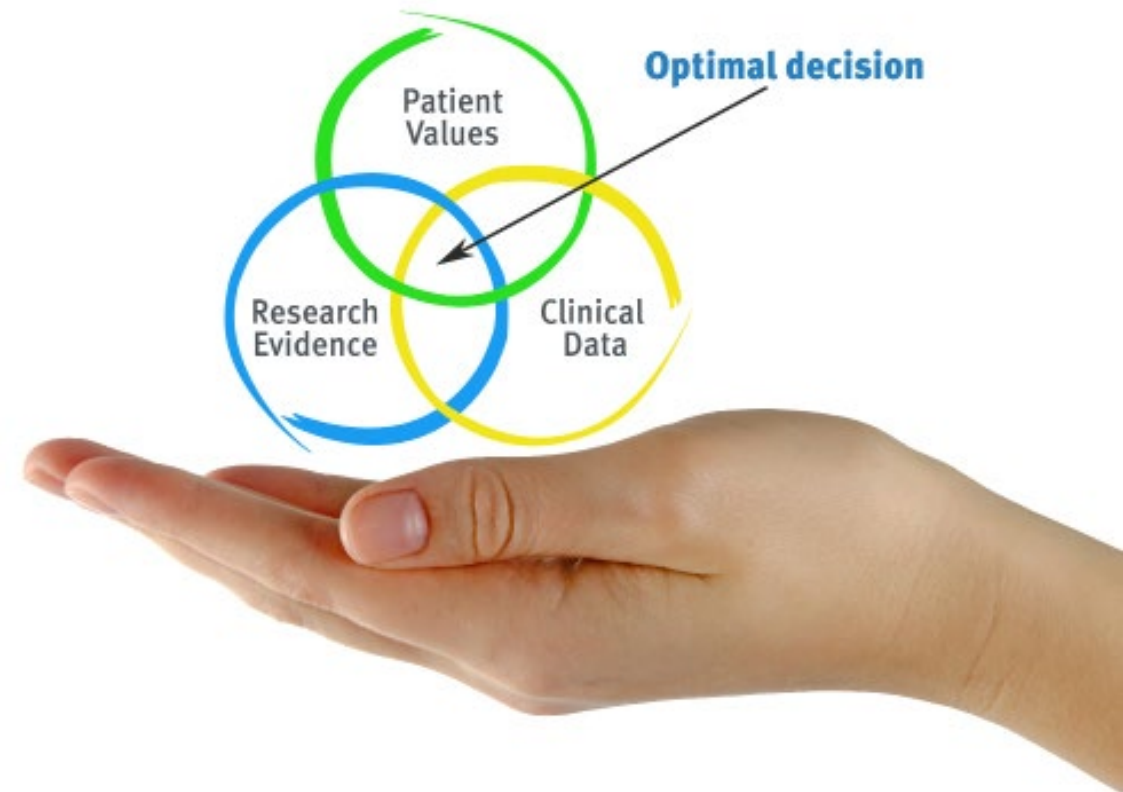 Optimal decision
Patient
Values
Research
Evidence
Clinical
Data